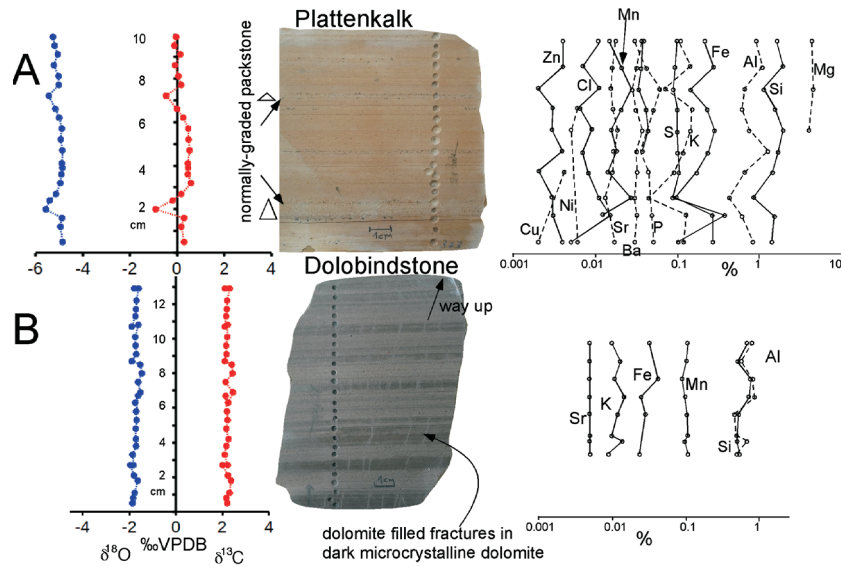 Plattenkalk
A
10
8
6
4
2
cm
-6
-4
-2
0
2
4
normally-graded packstone
1cm
Mn
Zn
Cl
Fe
Al
Mg
Si
S
K
Ni
Cu
Sr
Ba
P
0.001
0.01
0.1
1
10
%
Dolobindstone
B
12
10
8
6
4
2
cm
-4
-2
0
2
4
δ18O
‰VPDB
δ13C
way up
1cm
dolomite filled fractures in
dark microcrystalline dolomite
Sr
K
Fe
Mn
Al
Si
0.001
0.01
0.1
1
%